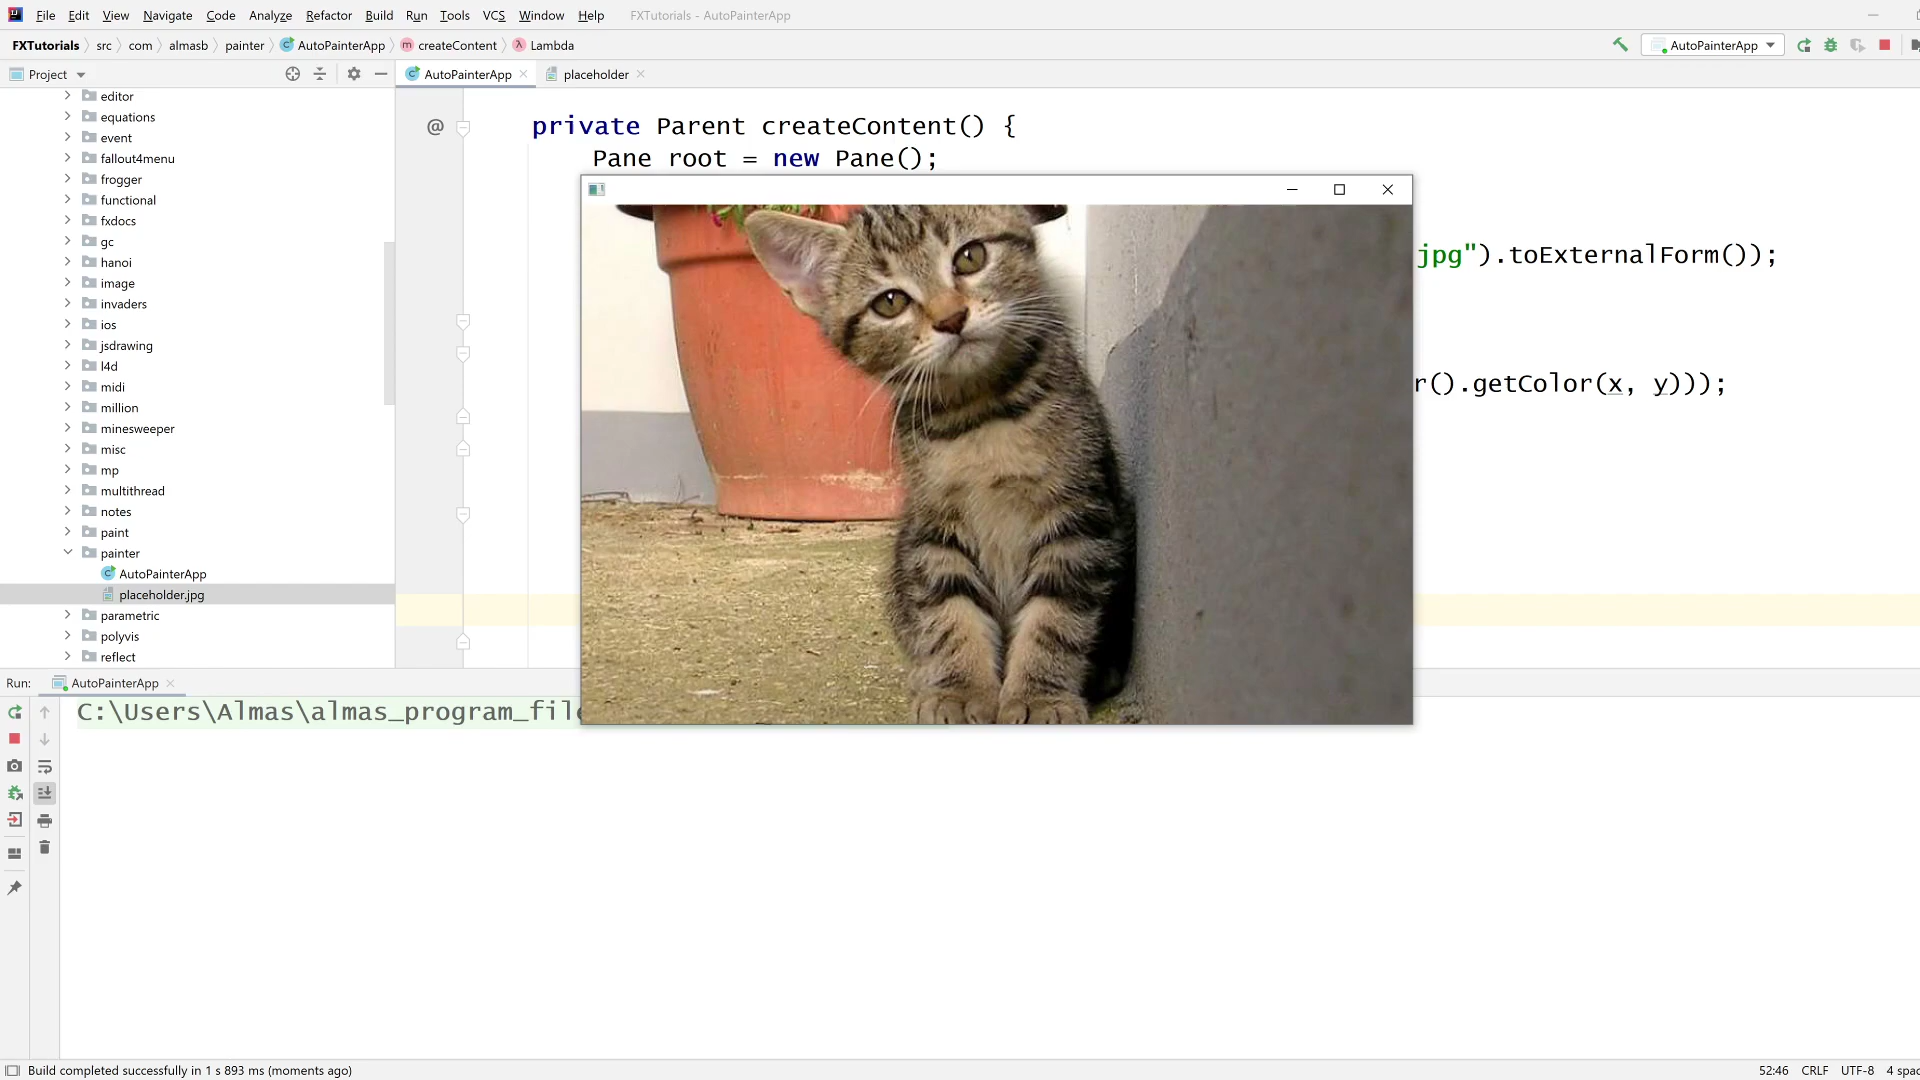 File Edit View Navigate Code Analyze Refactor Build Run Tools VCS Window Help FXTutorials - AutoPainterApp
FXTutorials src com almasb painter AutoPainterApp createContent Lambda AutoPainterApp
Project AutoPainterApp placeholder
editor
equations
event
fallout4menu
frogger
functional
fxdocs
gc
hanoi
image
invaders
ios
jsdrawing
l4d
midi
million
minesweeper
misc
mp
multithread
notes
paint
painter
AutoPainterApp
placeholder.jpg
parametric
polyvis
reflect
@ private Parent createContent() {
Pane root = new Pane();
jpg").toExternalForm());
r().getColor(x, y)));
Run: AutoPainterApp
C:\Users\Almas\almas_program_file
Build completed successfully in 1 s 893 ms (moments ago) 52:46 CRLF UTF-8 4 spac